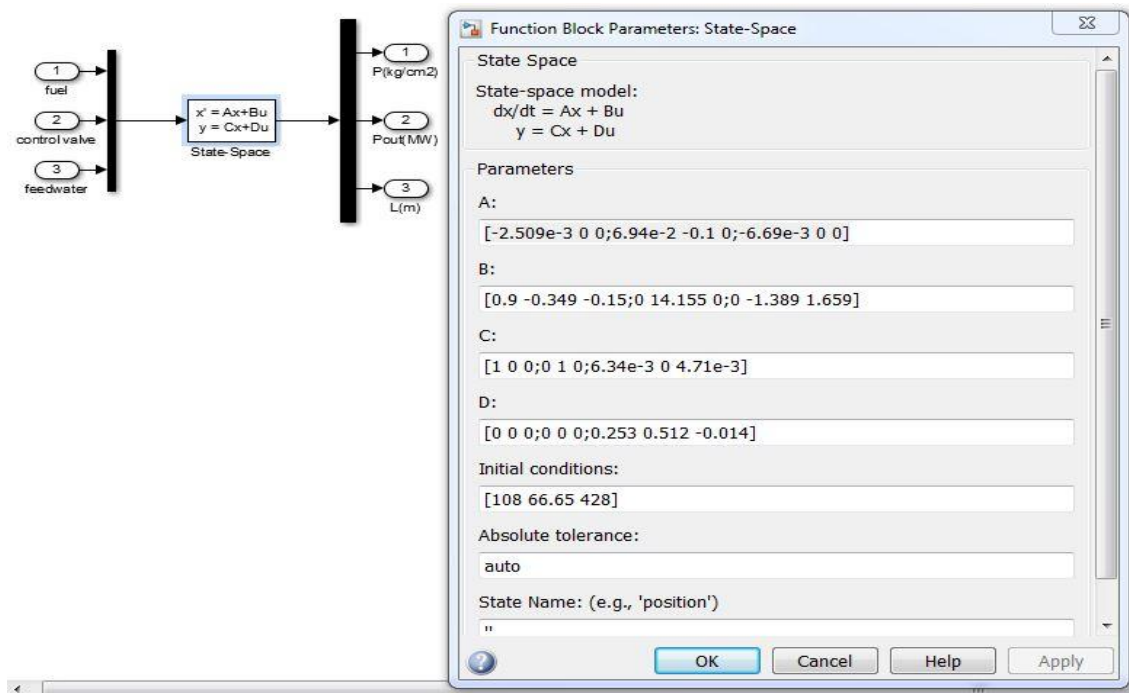 1
fuel
2
control valve
3
feedwater
x' = Ax+Bu
y = Cx+Du
State-Space
1
P(kg/cm2)
2
Pout(MW)
3
L(m)
Function Block Parameters: State-Space
State Space
State-space model:
dx/dt = Ax + Bu
y = Cx + Du
Parameters
A:
[-2.509e-3 0 0;6.94e-2 -0.1 0;-6.69e-3 0 0]
B:
[0.9 -0.349 -0.15;0 14.155 0;0 -1.389 1.659]
C:
[1 0 0;0 1 0;6.34e-3 0 4.71e-3]
D:
[0 0 0;0 0 0;0.253 0.512 -0.014]
Initial conditions:
[108 66.65 428]
Absolute tolerance:
auto
State Name: (e.g., 'position')
''
OK Cancel Help Apply